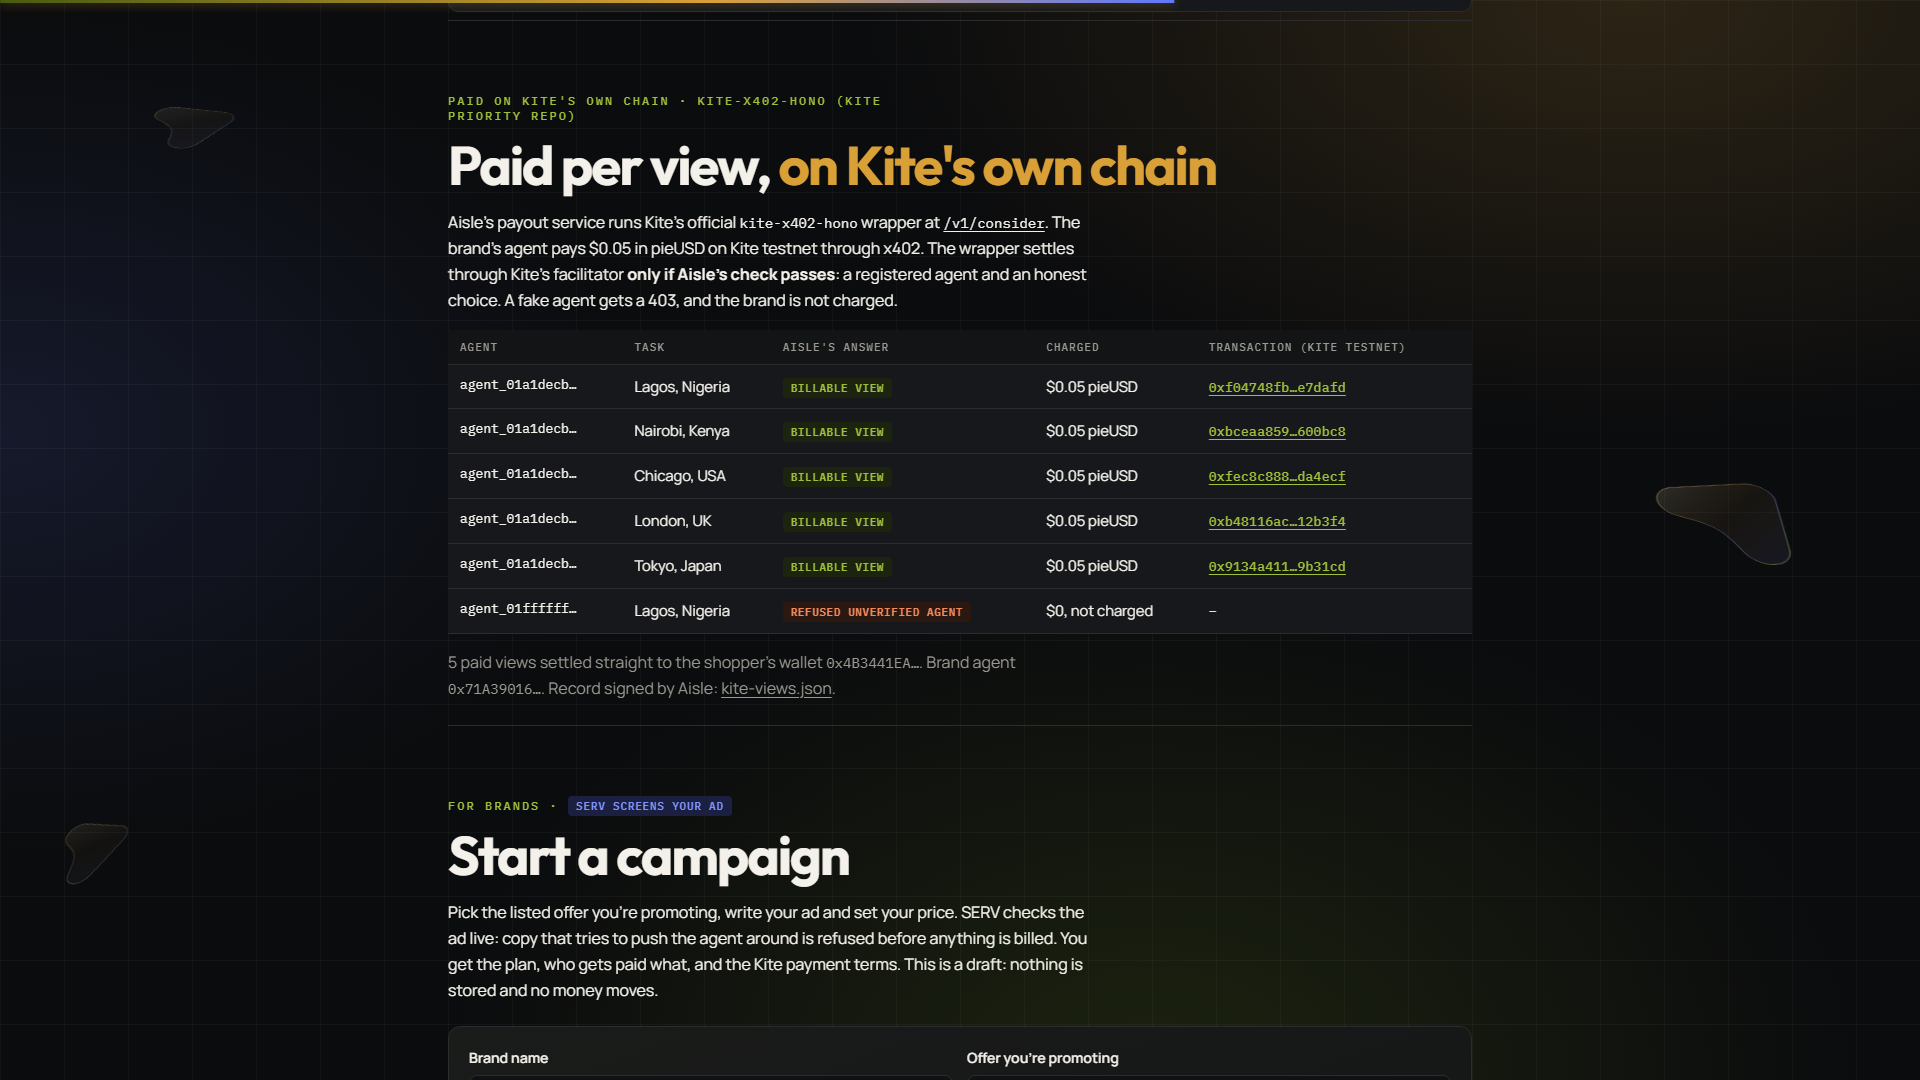 PAID ON KITE'S OWN CHAIN · KITE-X402-HONO (KITE
PRIORITY REPO)
Paid per view, on Kite's own chain
Aisle's payout service runs Kite's official kite-x402-hono wrapper at /v1/consider. The
brand's agent pays $0.05 in pieUSD on Kite testnet through x402. The wrapper settles
through Kite's facilitator only if Aisle's check passes: a registered agent and an honest
choice. A fake agent gets a 403, and the brand is not charged.
AGENT TASK AISLE'S ANSWER CHARGED TRANSACTION (KITE TESTNET)
agent_01a1decb… Lagos, Nigeria BILLABLE VIEW $0.05 pieUSD 0xf04748fb…e7dafd
agent_01a1decb… Nairobi, Kenya BILLABLE VIEW $0.05 pieUSD 0xbceaa859…600bc8
agent_01a1decb… Chicago, USA BILLABLE VIEW $0.05 pieUSD 0xfec8c888…da4ecf
agent_01a1decb… London, UK BILLABLE VIEW $0.05 pieUSD 0xb48116ac…12b3f4
agent_01a1decb… Tokyo, Japan BILLABLE VIEW $0.05 pieUSD 0x9134a411…9b31cd
agent_01ffffff… Lagos, Nigeria REFUSED UNVERIFIED AGENT $0, not charged –
5 paid views settled straight to the shopper's wallet 0x4B3441EA…. Brand agent
0x71A39016…. Record signed by Aisle: kite-views.json.
FOR BRANDS · SERV SCREENS YOUR AD
Start a campaign
Pick the listed offer you're promoting, write your ad and set your price. SERV checks the
ad live: copy that tries to push the agent around is refused before anything is billed. You
get the plan, who gets paid what, and the Kite payment terms. This is a draft: nothing is
stored and no money moves.
Brand name Offer you're promoting